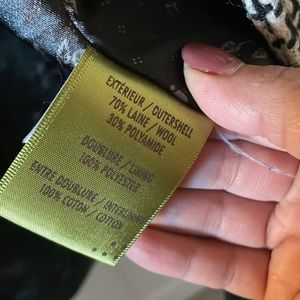 EXTÉRIEUR / OUTERSHELL
70% LAINE / WOOL
30% POLYAMIDE
DOUBLURE / LINING
100% POLYESTER
ENTRE DOUBLURE / INTERLINING
100% COTON / COTTON